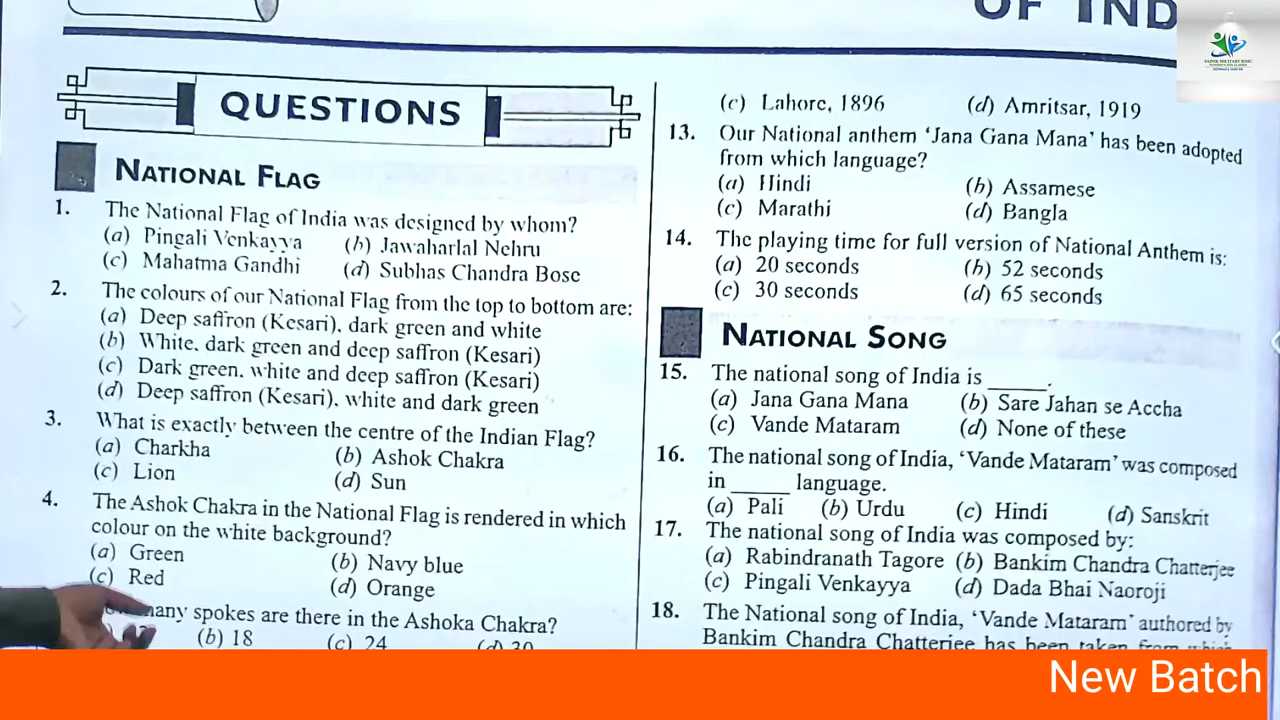 OF IND
SAINIK MILITARY RIMC
QUESTIONS
NATIONAL FLAG
1. The National Flag of India was designed by whom?
(a) Pingali Venkayya (b) Jawaharlal Nehru
(c) Mahatma Gandhi (d) Subhas Chandra Bose
2. The colours of our National Flag from the top to bottom are:
(a) Deep saffron (Kesari), dark green and white
(b) White, dark green and deep saffron (Kesari)
(c) Dark green, white and deep saffron (Kesari)
(d) Deep saffron (Kesari), white and dark green
3. What is exactly between the centre of the Indian Flag?
(a) Charkha (b) Ashok Chakra
(c) Lion (d) Sun
4. The Ashok Chakra in the National Flag is rendered in which
colour on the white background?
(a) Green (b) Navy blue
(c) Red (d) Orange
many spokes are there in the Ashoka Chakra?
(b) 18 (c) 24 (d) 30
(c) Lahore, 1896 (d) Amritsar, 1919
13. Our National anthem ‘Jana Gana Mana’ has been adopted
from which language?
(a) Hindi (b) Assamese
(c) Marathi (d) Bangla
14. The playing time for full version of National Anthem is:
(a) 20 seconds (b) 52 seconds
(c) 30 seconds (d) 65 seconds
NATIONAL SONG
15. The national song of India is _____.
(a) Jana Gana Mana (b) Sare Jahan se Accha
(c) Vande Mataram (d) None of these
16. The national song of India, ‘Vande Mataram’ was composed
in _____ language.
(a) Pali (b) Urdu (c) Hindi (d) Sanskrit
17. The national song of India was composed by:
(a) Rabindranath Tagore (b) Bankim Chandra Chatterjee
(c) Pingali Venkayya (d) Dada Bhai Naoroji
18. The National song of India, ‘Vande Mataram’ authored by
Bankim Chandra Chatterjee has been taken from which
New Batch